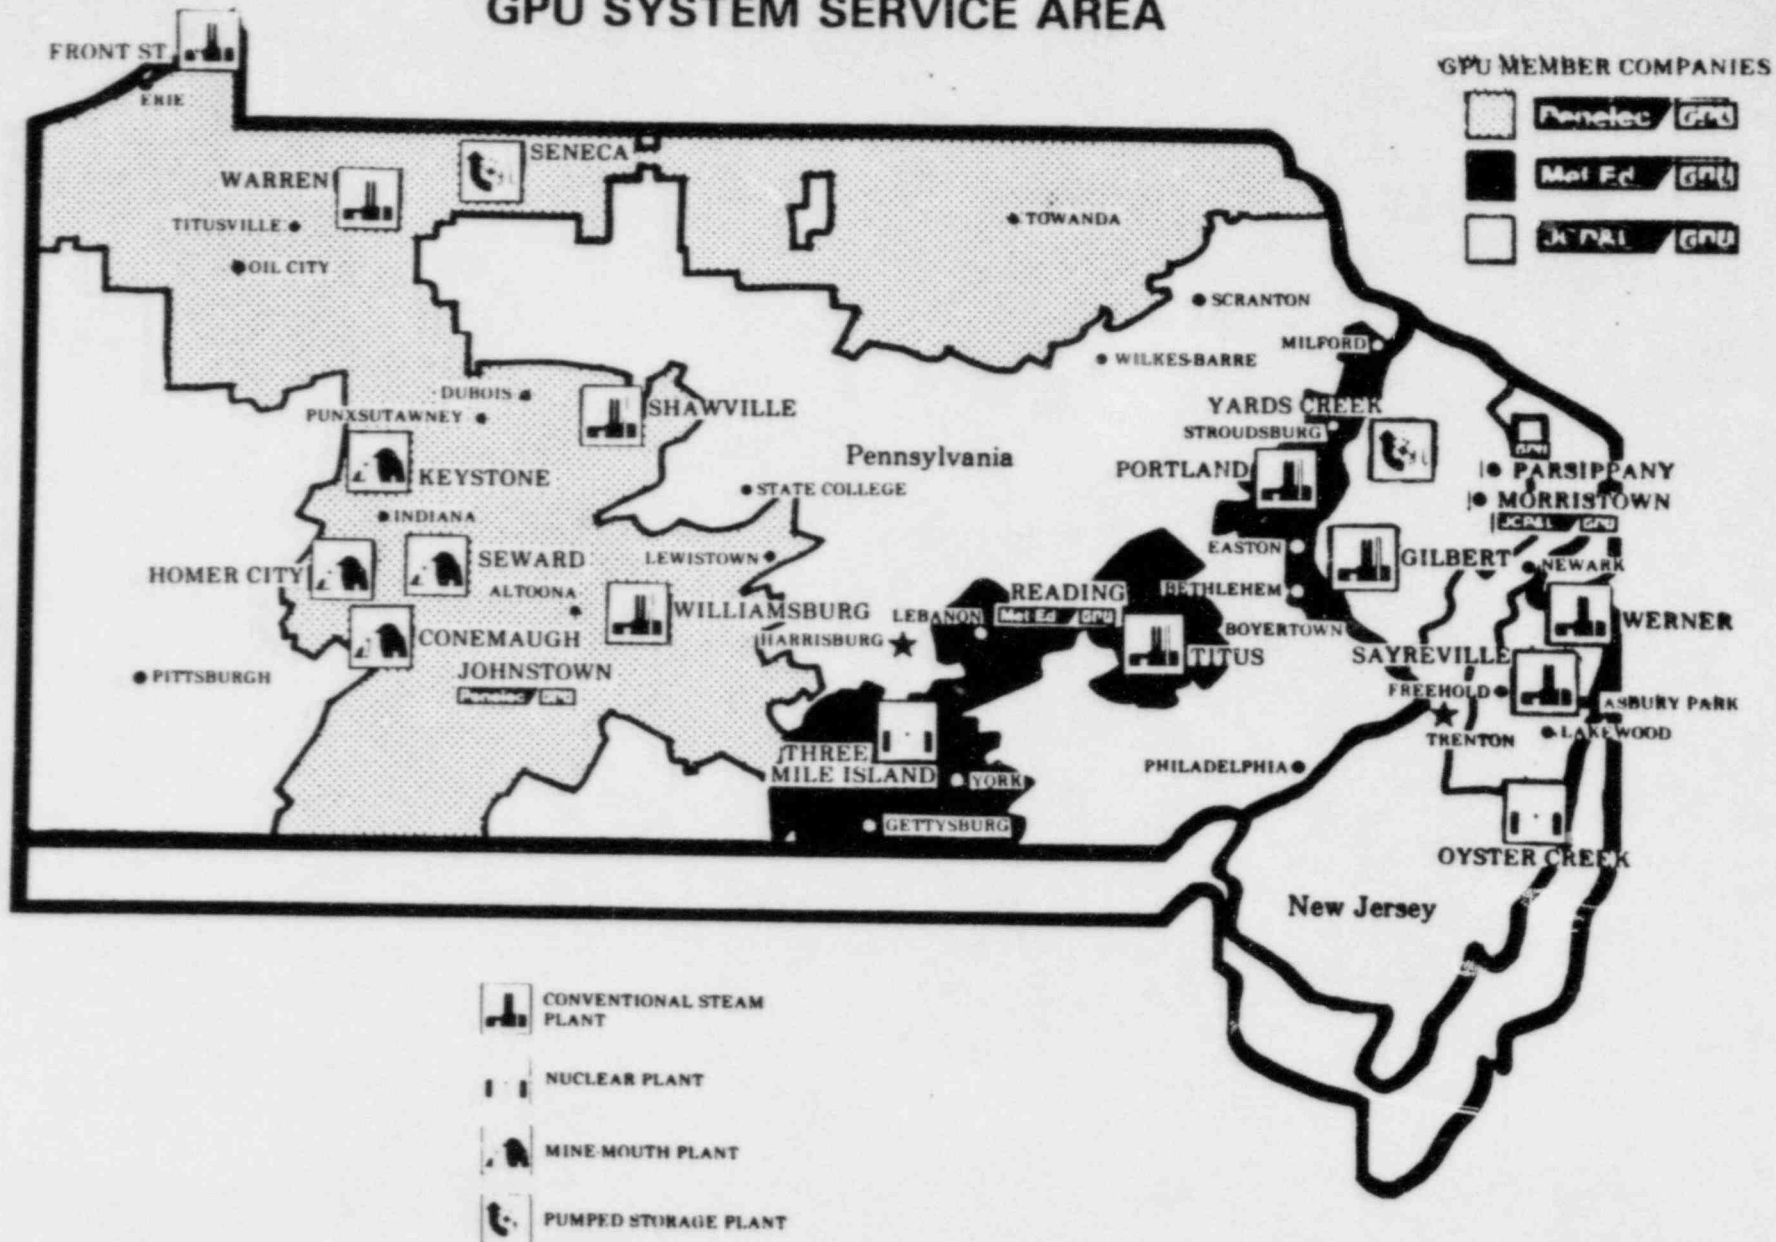 GPU SYSTEM SERVICE AREA
FRONT ST.
ERIE
GPU MEMBER COMPANIES
Penelec GPU
Met Ed GPU
JCP&L GPU
SENECA
WARREN
TITUSVILLE
OIL CITY
TOWANDA
SCRANTON
MILFORD
WILKES-BARRE
DUBOIS
PUNXSUTAWNEY
SHAWVILLE
YARDS CREEK
STROUDSBURG
GPU
Pennsylvania
PORTLAND
PARSIPPANY
KEYSTONE
STATE COLLEGE
MORRISTOWN
JCP&L GPU
INDIANA
EASTON
GILBERT
NEWARK
LEWISTOWN
SEWARD
HOMER CITY
ALTOONA
WILLIAMSBURG
READING
Met Ed GPU
BETHLEHEM
LEBANON
BOYERTOWN
WERNER
HARRISBURG
CONEMAUGH
TITUS
SAYREVILLE
JOHNSTOWN
Penelec GPU
PITTSBURGH
FREEHOLD
ASBURY PARK
TRENTON
LAKEWOOD
THREE
MILE ISLAND
YORK
PHILADELPHIA
GETTYSBURG
OYSTER CREEK
New Jersey
CONVENTIONAL STEAM
PLANT
NUCLEAR PLANT
MINE-MOUTH PLANT
PUMPED STORAGE PLANT